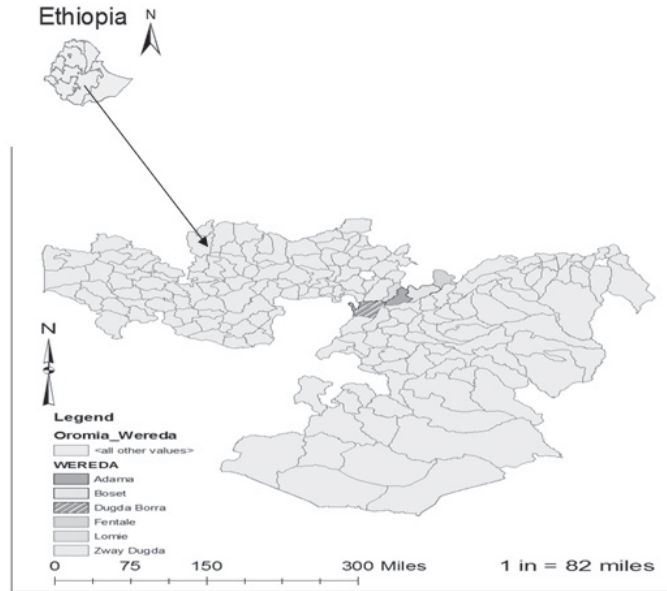 Ethiopia
N
N
Legend
Oromia_Wereda
<all other values>
WEREDA
Adama
Boset
Dugda Borra
Fentale
Lomie
Zway Dugda
0 75 150 300 Miles
1 in = 82 miles